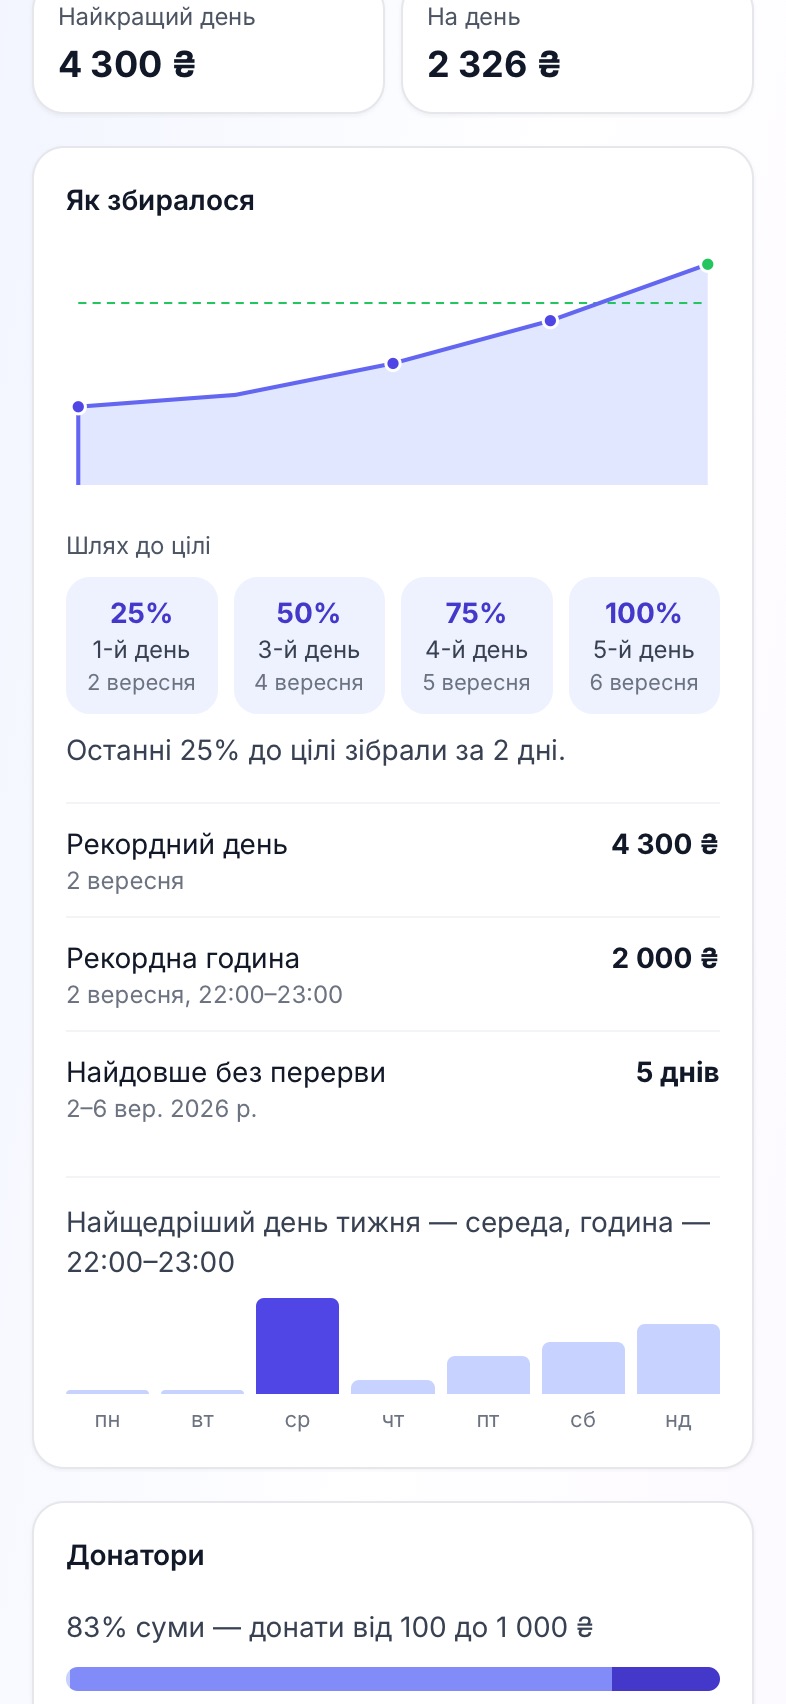 Найкращий день
На день
4 300 ₴
2 326 ₴
Як збиралося
Шлях до цілі
25%
50%
75%
100%
1-й день
3-й день
4-й день
5-й день
2 вересня
4 вересня
5 вересня
6 вересня
Останні 25% до цілі зібрали за 2 дні.
Рекордний день
4 300 ₴
2 вересня
Рекордна година
2 000 ₴
2 вересня, 22:00–23:00
Найдовше без перерви
5 днів
2–6 вер. 2026 р.
Найщедріший день тижня — середа, година —
22:00–23:00
пн
вт
ср
чт
пт
сб
нд
Донатори
83% суми — донати від 100 до 1 000 ₴